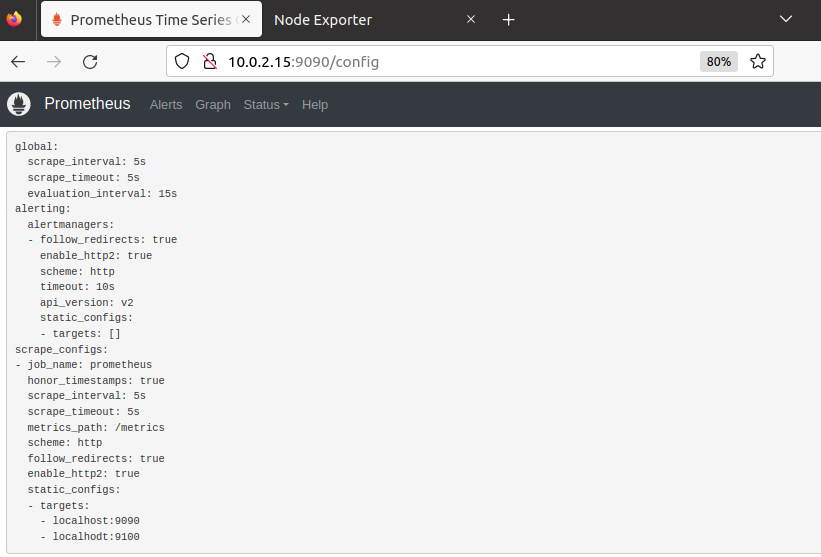 Prometheus Time Series
Node Exporter
10.0.2.15:9090/config
80%
Prometheus Alerts Graph Status Help
global:
  scrape_interval: 5s
  scrape_timeout: 5s
  evaluation_interval: 15s
alerting:
  alertmanagers:
  - follow_redirects: true
    enable_http2: true
    scheme: http
    timeout: 10s
    api_version: v2
    static_configs:
    - targets: []
scrape_configs:
- job_name: prometheus
  honor_timestamps: true
  scrape_interval: 5s
  scrape_timeout: 5s
  metrics_path: /metrics
  scheme: http
  follow_redirects: true
  enable_http2: true
  static_configs:
  - targets:
    - localhost:9090
    - localhodt:9100